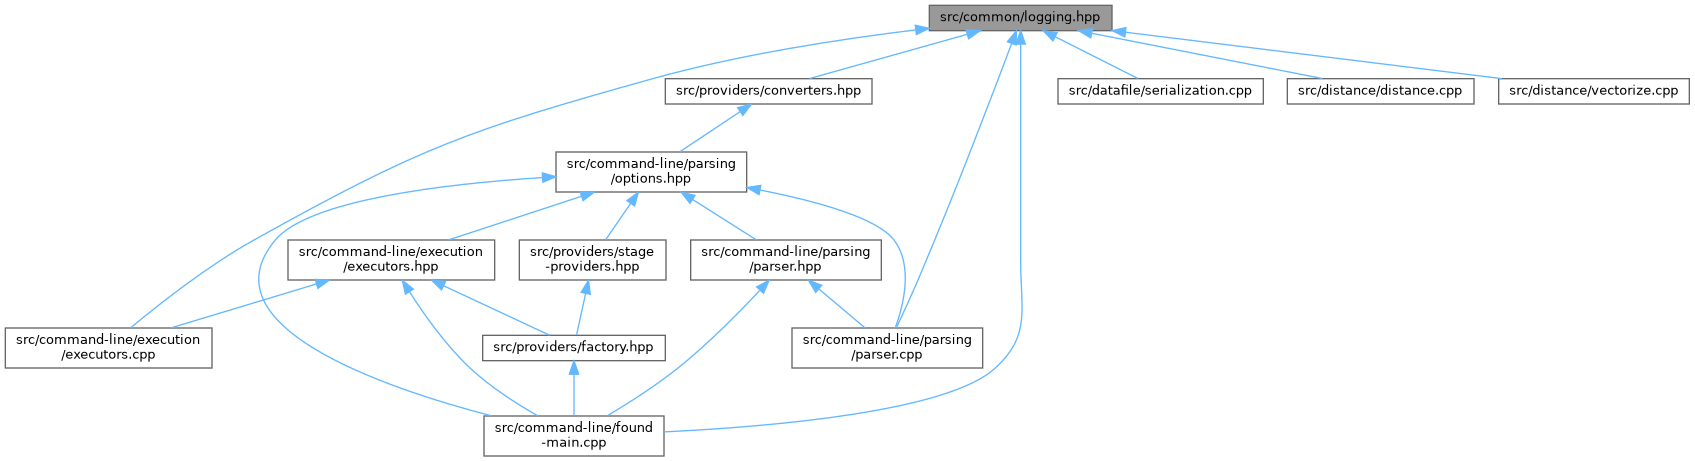 src/common/logging.hpp
src/providers/converters.hpp
src/datafile/serialization.cpp
src/distance/distance.cpp
src/distance/vectorize.cpp
src/command-line/parsing
/options.hpp
src/command-line/execution
/executors.hpp
src/providers/stage
-providers.hpp
src/command-line/parsing
/parser.hpp
src/command-line/execution
/executors.cpp
src/providers/factory.hpp
src/command-line/parsing
/parser.cpp
src/command-line/found
-main.cpp